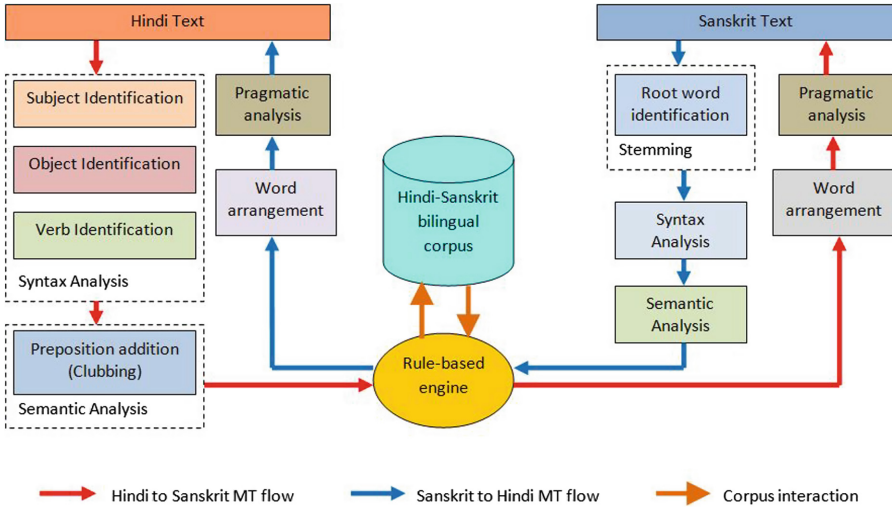 Hindi Text
Sanskrit Text
Subject Identification
Object Identification
Verb Identification
Syntax Analysis
Preposition addition
(Clubbing)
Semantic Analysis
Pragmatic
analysis
Word
arrangement
Hindi-Sanskrit
bilingual
corpus
Rule-based
engine
Root word
identification
Stemming
Syntax
Analysis
Semantic
Analysis
Pragmatic
analysis
Word
arrangement
Hindi to Sanskrit MT flow
Sanskrit to Hindi MT flow
Corpus interaction